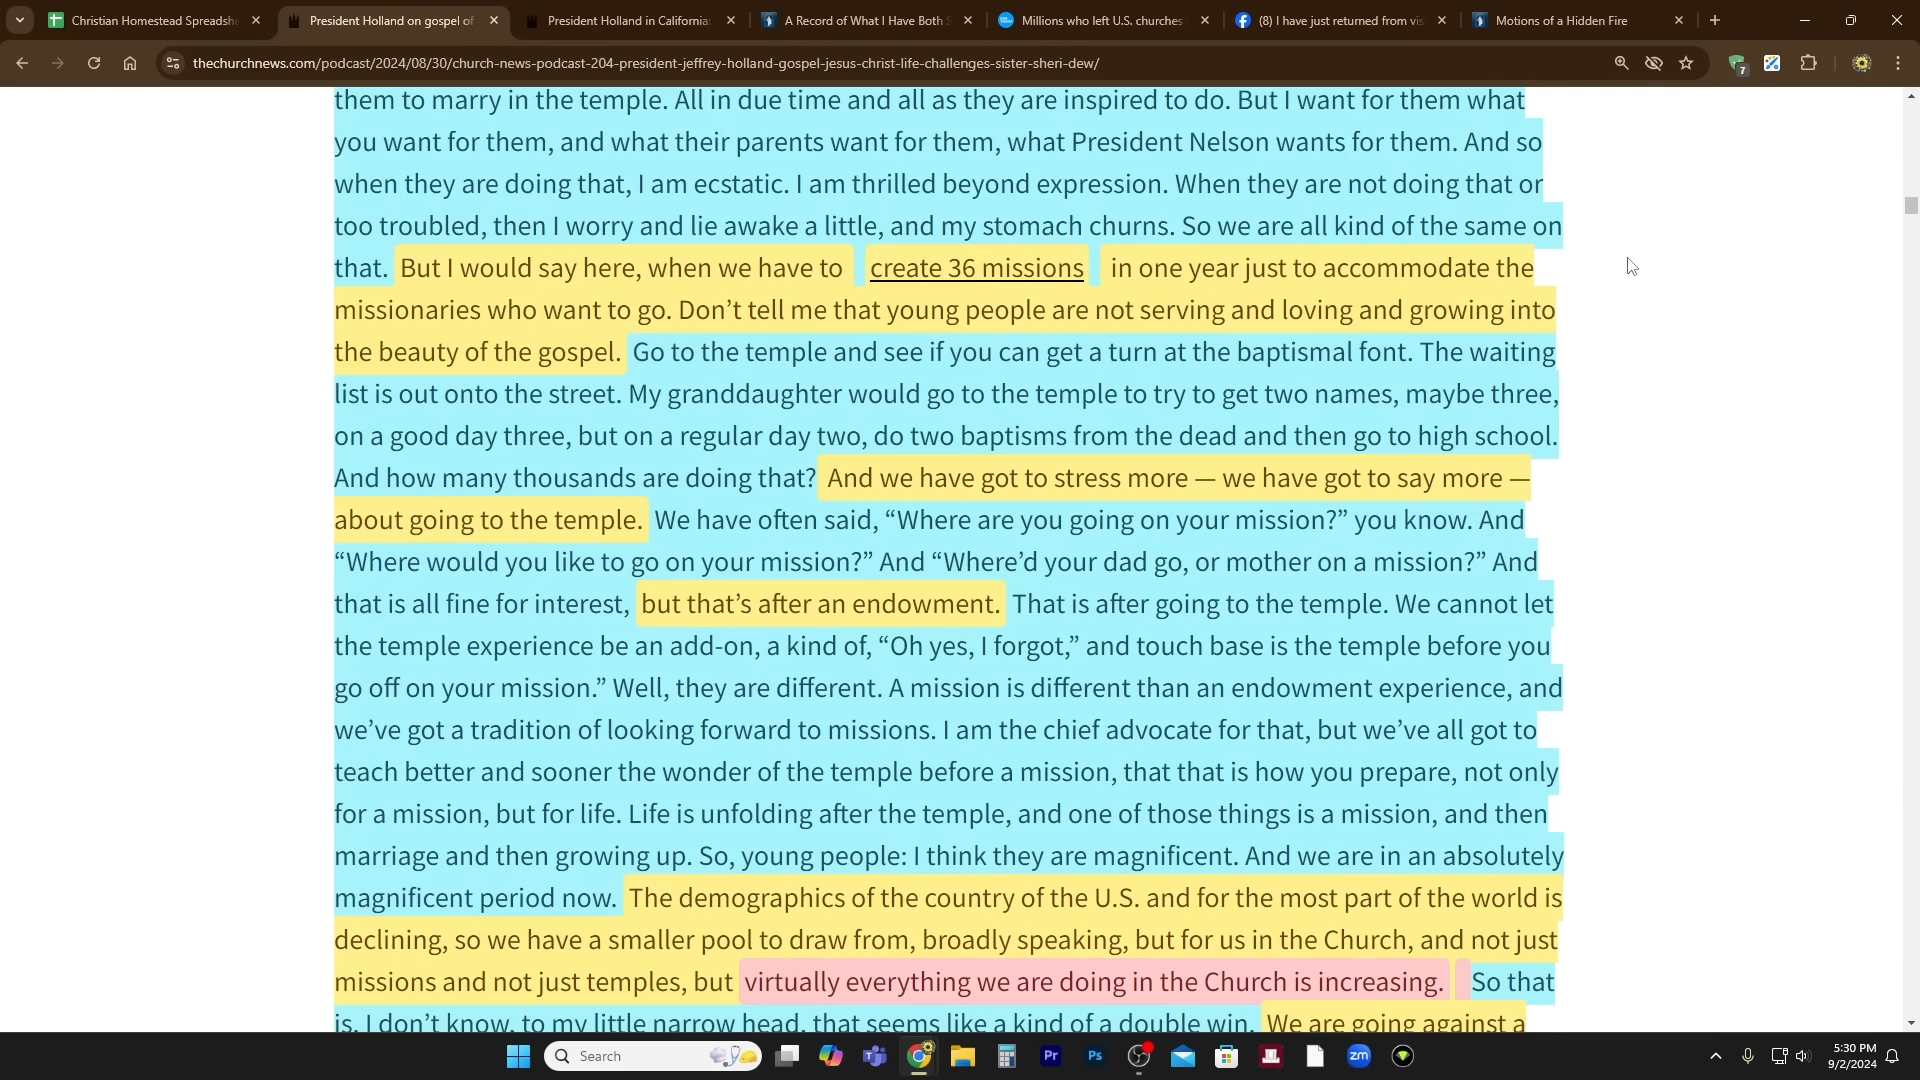 Christian Homestead Spreadshe
President Holland on gospel of
President Holland in California:
A Record of What I Have Both S
Millions who left U.S. churches
(8) I have just returned from vis
Motions of a Hidden Fire
thechurchnews.com/podcast/2024/08/30/church-news-podcast-204-president-jeffrey-holland-gospel-jesus-christ-life-challenges-sister-sheri-dew/
7
them to marry in the temple. All in due time and all as they are inspired to do. But I want for them what
you want for them, and what their parents want for them, what President Nelson wants for them. And so
when they are doing that, I am ecstatic. I am thrilled beyond expression. When they are not doing that or
too troubled, then I worry and lie awake a little, and my stomach churns. So we are all kind of the same on
that. But I would say here, when we have to create 36 missions in one year just to accommodate the
missionaries who want to go. Don’t tell me that young people are not serving and loving and growing into
the beauty of the gospel. Go to the temple and see if you can get a turn at the baptismal font. The waiting
list is out onto the street. My granddaughter would go to the temple to try to get two names, maybe three,
on a good day three, but on a regular day two, do two baptisms from the dead and then go to high school.
And how many thousands are doing that? And we have got to stress more — we have got to say more —
about going to the temple. We have often said, “Where are you going on your mission?” you know. And
“Where would you like to go on your mission?” And “Where’d your dad go, or mother on a mission?” And
that is all fine for interest, but that’s after an endowment. That is after going to the temple. We cannot let
the temple experience be an add-on, a kind of, “Oh yes, I forgot,” and touch base is the temple before you
go off on your mission.” Well, they are different. A mission is different than an endowment experience, and
we’ve got a tradition of looking forward to missions. I am the chief advocate for that, but we’ve all got to
teach better and sooner the wonder of the temple before a mission, that that is how you prepare, not only
for a mission, but for life. Life is unfolding after the temple, and one of those things is a mission, and then
marriage and then growing up. So, young people: I think they are magnificent. And we are in an absolutely
magnificent period now. The demographics of the country of the U.S. and for the most part of the world is
declining, so we have a smaller pool to draw from, broadly speaking, but for us in the Church, and not just
missions and not just temples, but virtually everything we are doing in the Church is increasing. So that
is, I don’t know, to my little narrow head, that seems like a kind of a double win. We are going against a
Search
Pr
Ps
zm
5:30 PM
9/2/2024